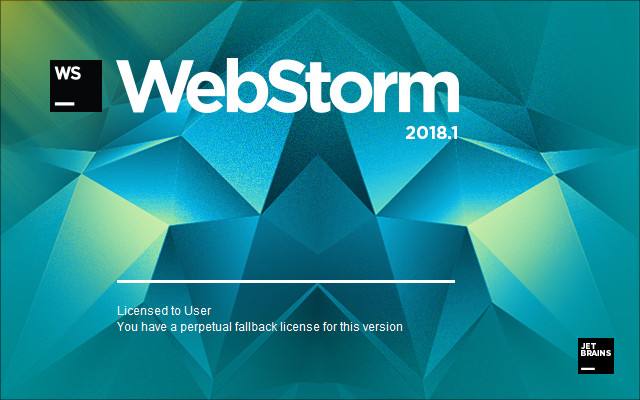 WS
WebStorm
2018.1
Licensed to User
You have a perpetual fallback license for this version
JET
BRAINS